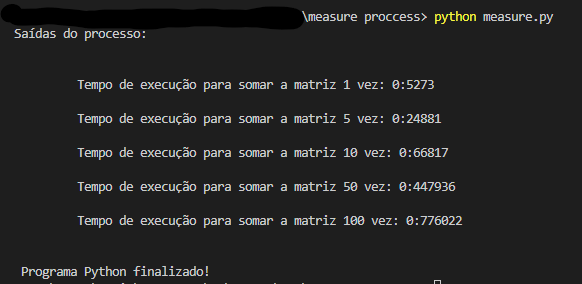 \measure proccess> python measure.py
Saídas do processo:
Tempo de execução para somar a matriz 1 vez: 0:5273
Tempo de execução para somar a matriz 5 vez: 0:24881
Tempo de execução para somar a matriz 10 vez: 0:66817
Tempo de execução para somar a matriz 50 vez: 0:447936
Tempo de execução para somar a matriz 100 vez: 0:776022
Programa Python finalizado!